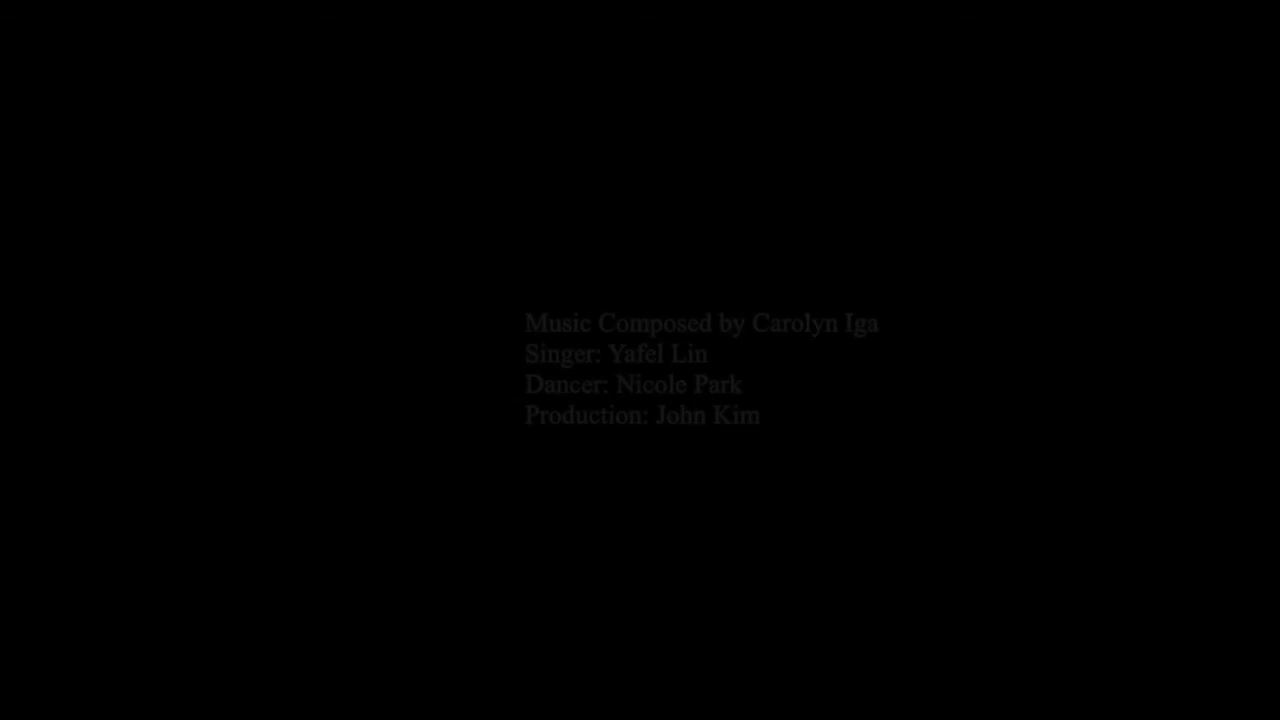 Music Composed by Carolyn Iga
Singer: Yafel Lin
Dancer: Nicole Park
Production: John Kim